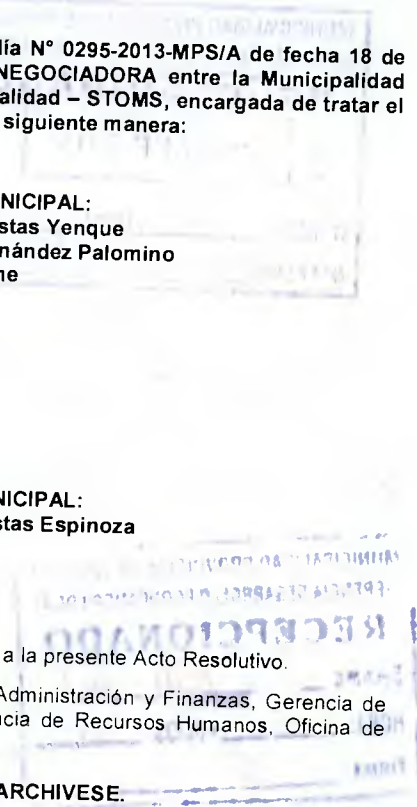 ía N° 0295-2013-MPS/A de fecha 18 de
NEGOCIADORA entre la Municipalidad
alidad – STOMS, encargada de tratar el
siguiente manera:
NICIPAL:
stas Yenque
nández Palomino
ne
NICIPAL:
stas Espinoza
RECEPCIONADO
a la presente Acto Resolutivo.
Administración y Finanzas, Gerencia de
cia de Recursos Humanos, Oficina de
ARCHIVESE.